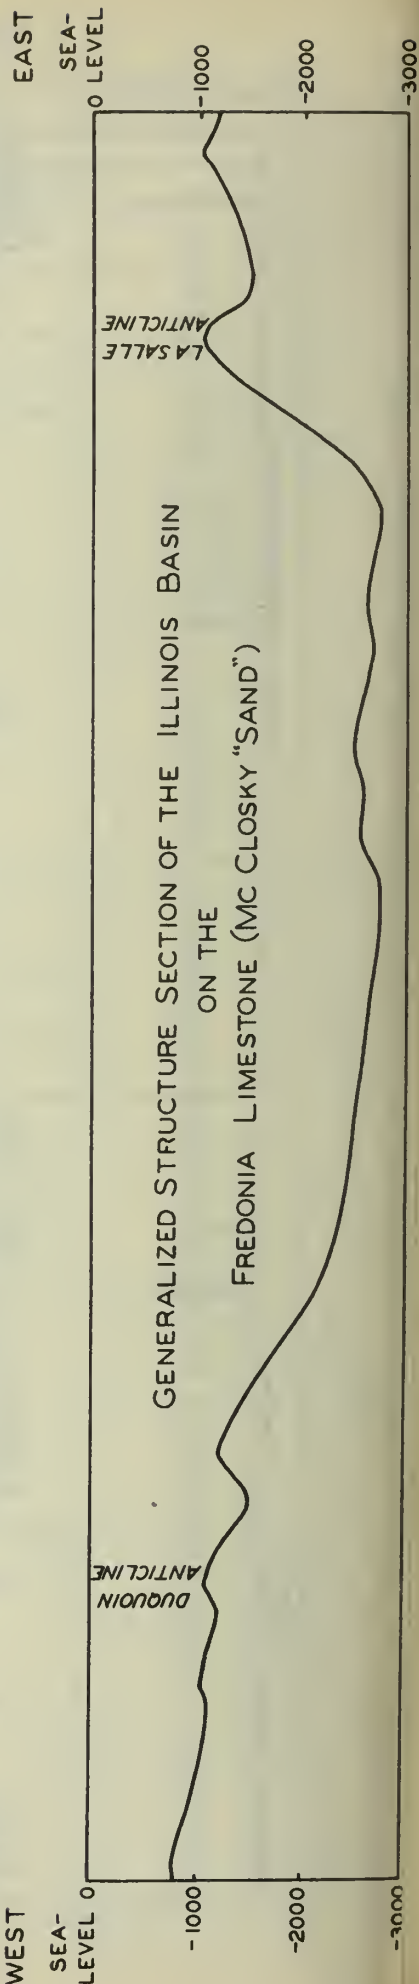 WEST
SEA-
LEVEL
0
-1000
-2000
-3000
GENERALIZED STRUCTURE SECTION OF THE ILLINOIS BASIN
ON THE
FREDONIA LIMESTONE (MC CLOSKY "SAND")
DUQUOIN
ANTICLINE
LA SALLE
ANTICLINE
EAST
SEA-
LEVEL
0
-1000
-2000
-3000